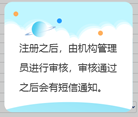 注册之后，由机构管理
员进行审核，审核通过
之后会有短信通知。